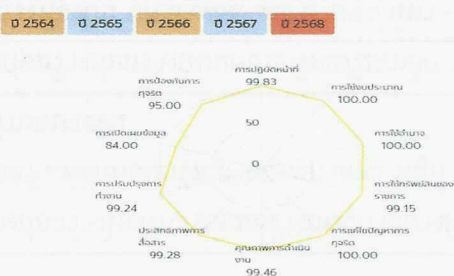 ปี 2564 ปี 2565 ปี 2566 ปี 2567 ปี 2568
การปฏิบัติหน้าที่
99.83
การป้องกันการ
ทุจริต
95.00
การใช้งบประมาณ
100.00
50
การเปิดเผยข้อมูล
84.00
การใช้อำนาจ
100.00
0
การปรับปรุงการ
ทำงาน
99.24
การใช้ทรัพย์สินของ
ราชการ
99.15
ประสิทธิภาพการ
สื่อสาร
99.28
คุณภาพการดำเนิน
งาน
99.46
การแก้ไขปัญหาการ
ทุจริต
100.00